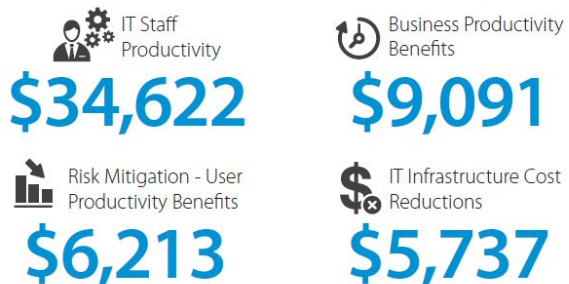 IT Staff
Productivity
$34,622
Business Productivity
Benefits
$9,091
Risk Mitigation - User
Productivity Benefits
$6,213
IT Infrastructure Cost
Reductions
$5,737